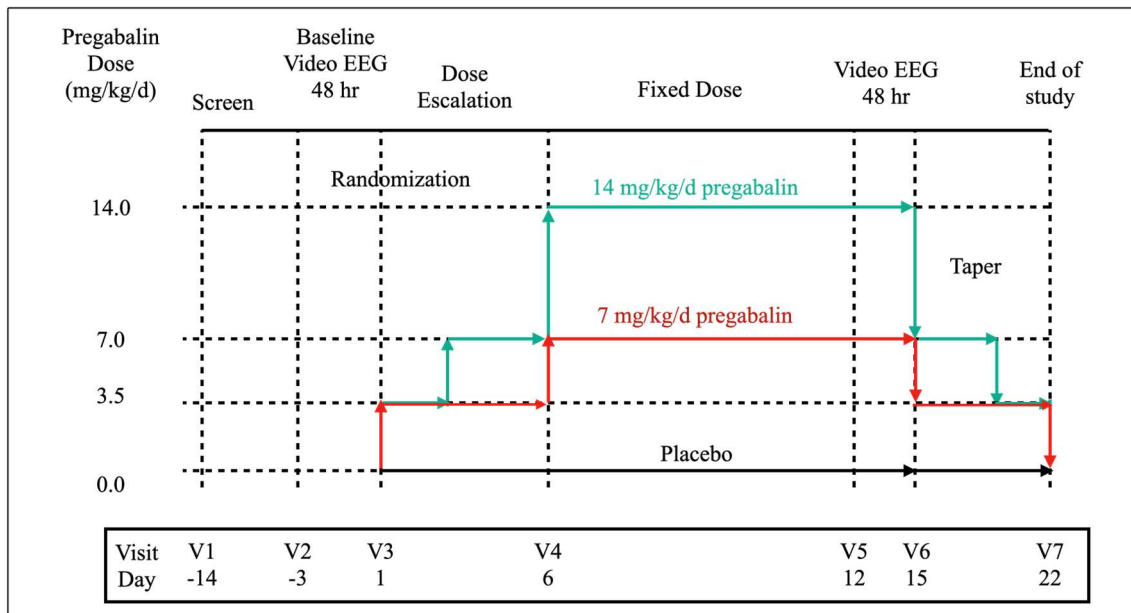 Pregabalin
Dose
(mg/kg/d)
Screen
Baseline
Video EEG
48 hr
Dose
Escalation
Fixed Dose
Video EEG
48 hr
End of
study
Randomization
14 mg/kg/d pregabalin
14.0
Taper
7 mg/kg/d pregabalin
7.0
3.5
Placebo
0.0
Visit V1 V2 V3 V4 V5 V6 V7
Day -14 -3 1 6 12 15 22